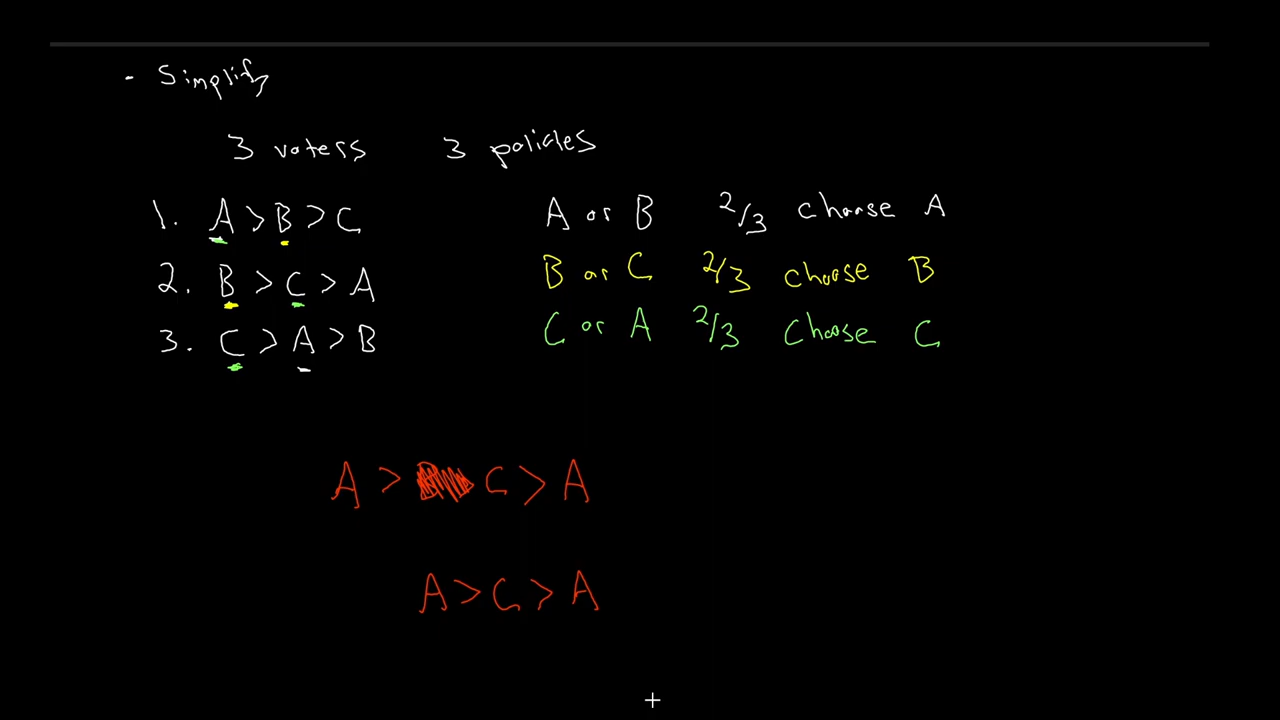 - Simplify
3 voters 3 policies
1. A > B > C A or B 2/3 choose A
2. B > C > A B or C 2/3 choose B
3. C > A > B C or A 2/3 choose C
A > C > A
A > C > A